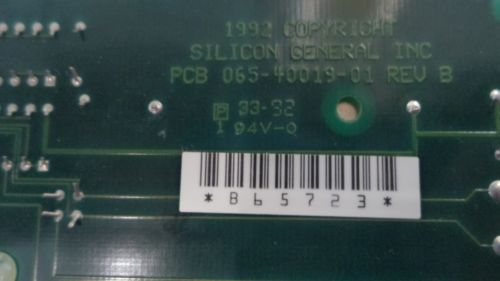 1992 COPYRIGHT
SILICON GENERAL INC
PCB 065-40019-01 REV B
33-92
94V-0
*B65723*